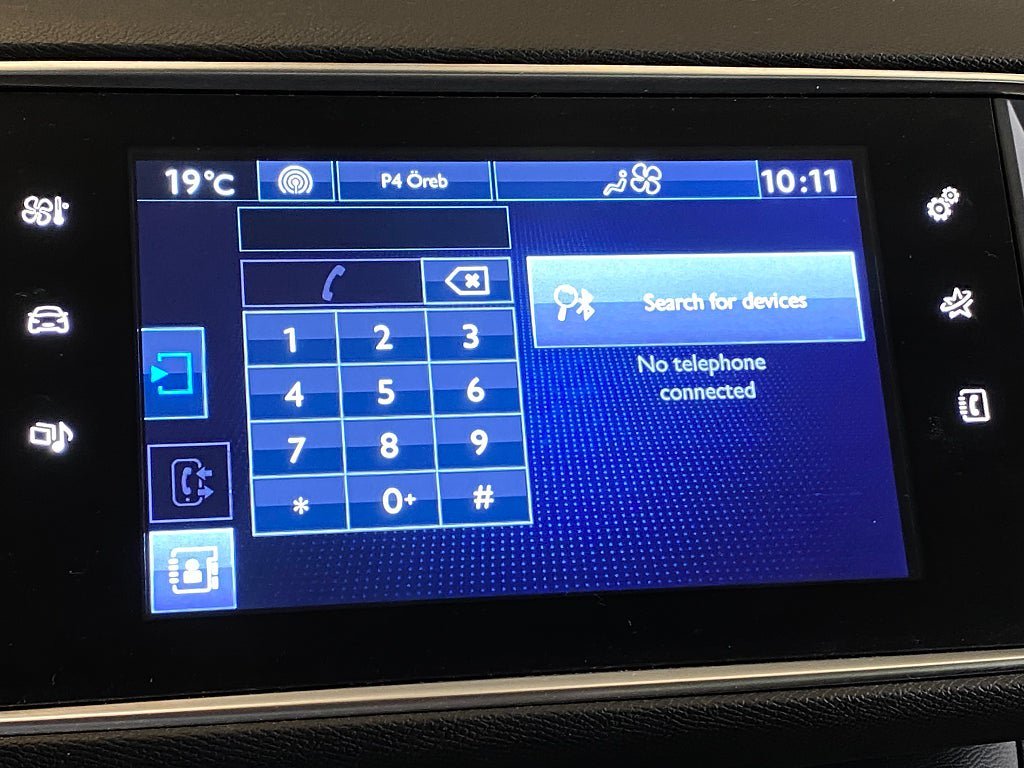 19°C
P4 Öreb
10:11
Search for devices
No telephone
connected
1 2 3
4 5 6
7 8 9
* 0+ #